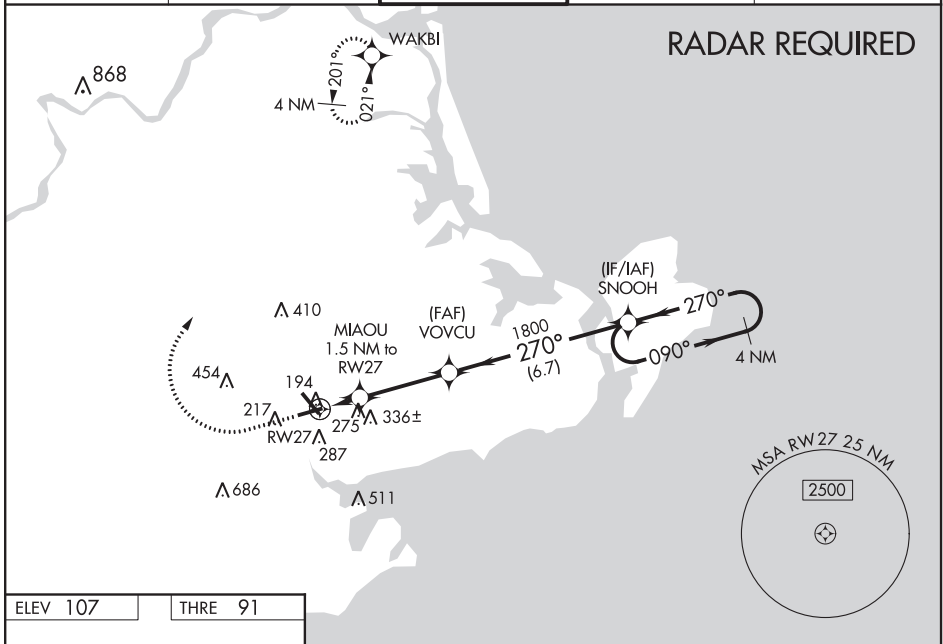 RADAR REQUIRED
WAKBI
868
201°
4 NM
021°
(IF/IAF)
SNOOH
270°
410
MIAOU
1.5 NM to
RW27
(FAF)
VOVCU
1800
270°
(6.7)
090°
4 NM
454
194
217
275
336±
RW27
287
686
511
MSA RW27 25 NM
2500
ELEV 107
THRE 91